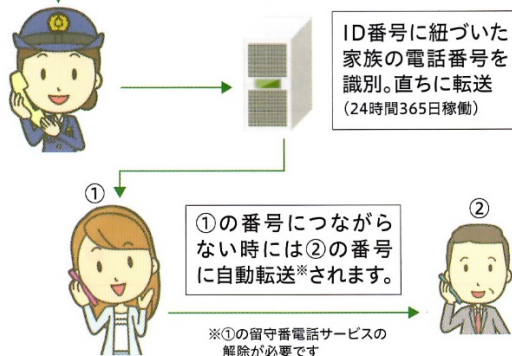 ID番号に紐づいた
家族の電話番号を
識別。直ちに転送
(24時間365日稼働)
①
①の番号につながら
ない時には②の番号
に自動転送※されます。
②
※①の留守番電話サービスの
解除が必要です